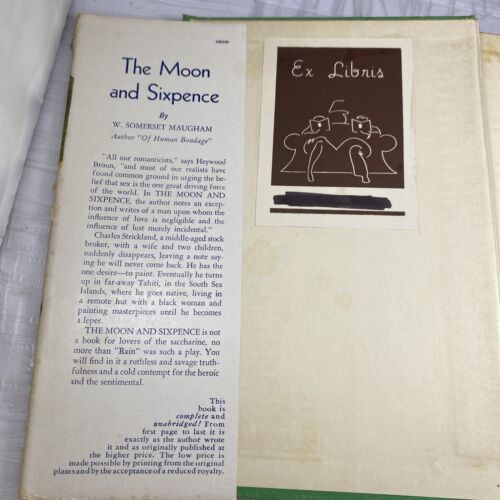 The Moon
and Sixpence
By
W. SOMERSET MAUGHAM
Author "Of Human Bondage"
"All our romanticists," says Heywood
Broun, "and most of our realists have
found common ground in urging the be-
lief that sex is the one great driving force
of the world. In THE MOON AND
SIXPENCE, the author notes an excep-
tion and writes of a man upon whom the
influence of love is negligible and the
influence of lust merely incidental."
Charles Strickland, a middle-aged stock
broker, with a wife and two children,
suddenly disappears, leaving a note say-
ing he will never come back. He has the
one desire—to paint. Eventually he turns
up in far-away Tahiti, in the South Sea
Islands, where he goes native, living in
a remote hut with a black woman and
painting masterpieces until he becomes
a leper.
THE MOON AND SIXPENCE is not
a book for lovers of the saccharine, no
more than "Rain" was such a play. You
will find in it a ruthless and savage truth-
fulness and a cold contempt for the heroic
and the sentimental.
This
book is
complete and
unabridged! From
first page to last it is
exactly as the author wrote
it and as originally published at
the higher price. The low price is
made possible by printing from the original
plates and by the acceptance of a reduced royalty.
Ex Libris